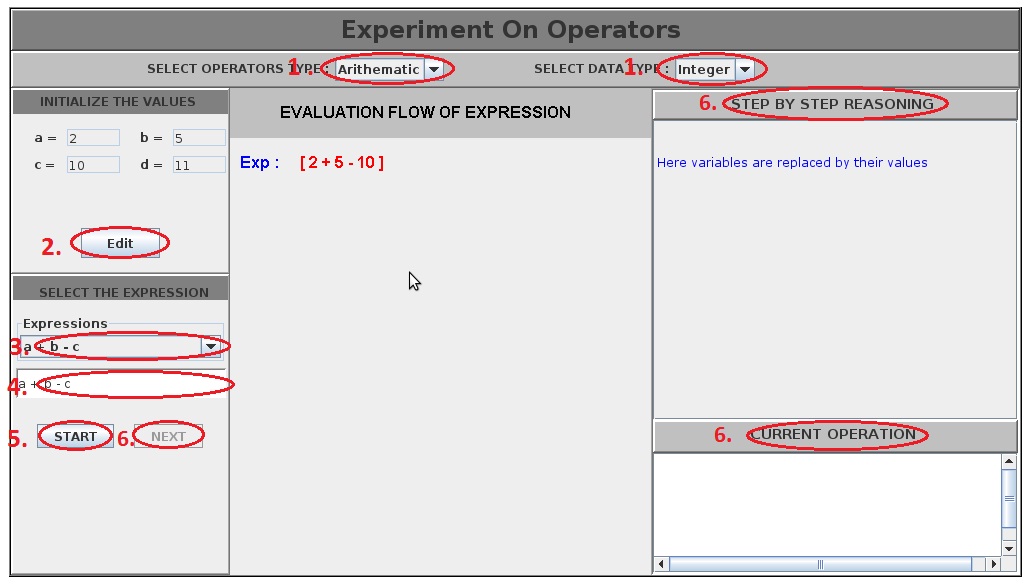 Experiment On Operators
SELECT OPERATORS TYPE : 1. Arithematic
SELECT DATA TYPE : 1. Integer
INITIALIZE THE VALUES
a = 2 b = 5
c = 10 d = 11
2. Edit
SELECT THE EXPRESSION
Expressions
3. a + b - c
4. a + b - c
5. START 6. NEXT
EVALUATION FLOW OF EXPRESSION
Exp : [ 2 + 5 - 10 ]
6. STEP BY STEP REASONING
Here variables are replaced by their values
6. CURRENT OPERATION